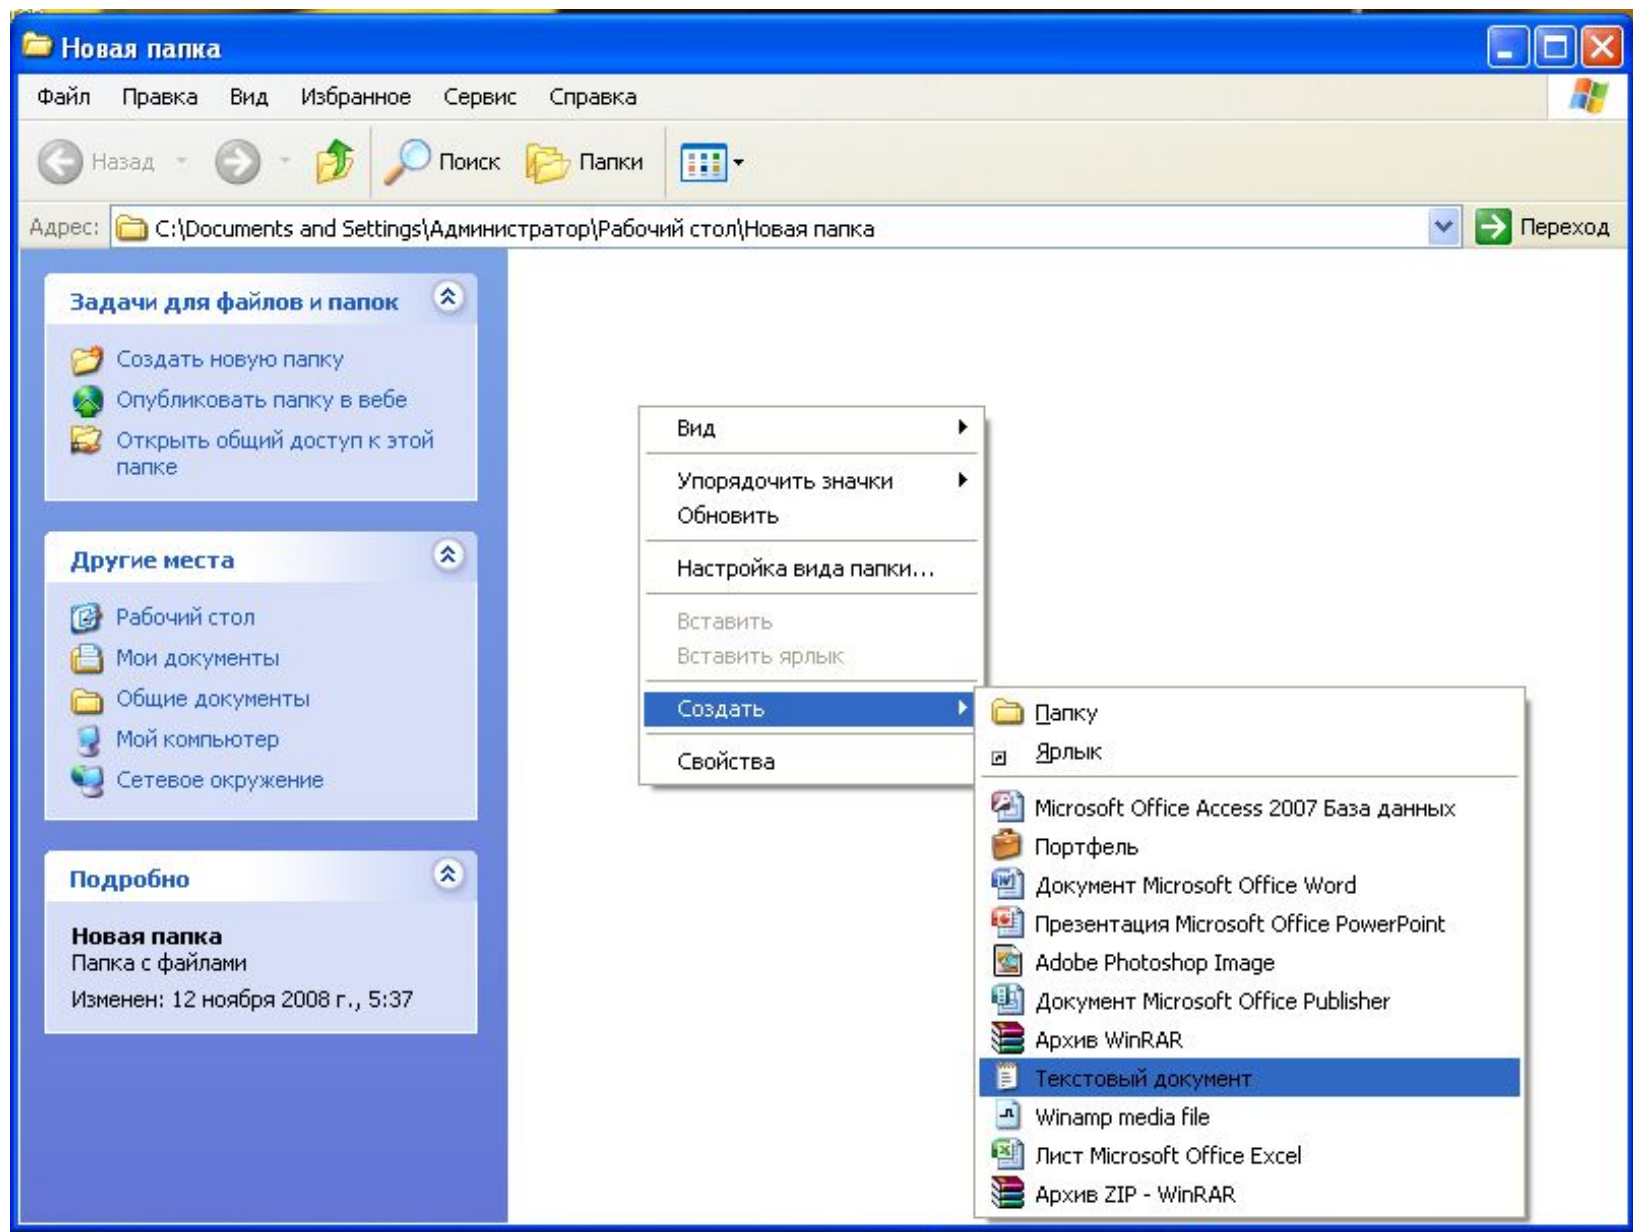 Новая папка
Файл Правка Вид Избранное Сервис Справка
Назад Поиск Папки
Адрес: C:\Documents and Settings\Администратор\Рабочий стол\Новая папка Переход
Задачи для файлов и папок
Создать новую папку
Опубликовать папку в вебе
Открыть общий доступ к этой
папке
Другие места
Рабочий стол
Мои документы
Общие документы
Мой компьютер
Сетевое окружение
Подробно
Новая папка
Папка с файлами
Изменен: 12 ноября 2008 г., 5:37
Вид
Упорядочить значки
Обновить
Настройка вида папки...
Вставить
Вставить ярлык
Создать
Свойства
Папку
Ярлык
Microsoft Office Access 2007 База данных
Портфель
Документ Microsoft Office Word
Презентация Microsoft Office PowerPoint
Adobe Photoshop Image
Документ Microsoft Office Publisher
Архив WinRAR
Текстовый документ
Winamp media file
Лист Microsoft Office Excel
Архив ZIP - WinRAR